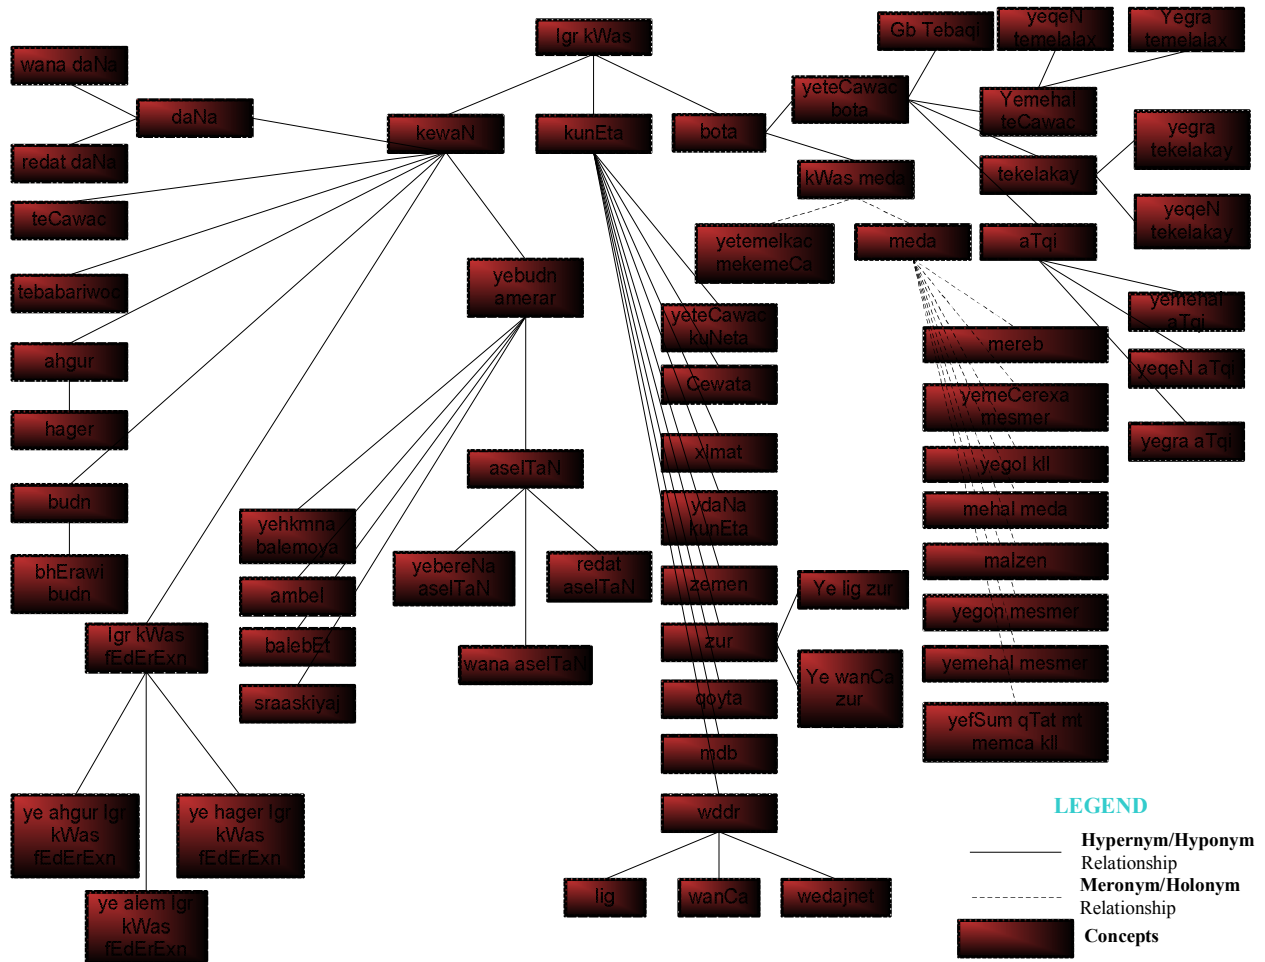 Igr kWas
Gb Tebaqi
yeqeN
temelalax
Yegra
temelalax
wana daNa
daNa
redat daNa
kewaN
kunEta
bota
yeteCawac
bota
Yemehal
teCawac
yegra
tekelakay
kWas meda
tekelakay
yeqeN
tekelakay
teCawac
yetemelkac
mekemeCa
meda
aTqi
tebabariwoc
yebudn
amerar
yeteCawac
kuNeta
yemehal
aTqi
mereb
ahgur
Cewata
yeqeN aTqi
yemeCerexa
mesmer
hager
xlmat
yegra aTqi
aselTaN
yegol kll
budn
ydaNa
kunEta
mehal meda
yehkmna
balemoya
yebereNa
aselTaN
redat
aselTaN
malzen
bhErawi
budn
zemen
Ye lig zur
ambel
yegon mesmer
Igr kWas
fEdErExn
balebEt
zur
wana aselTaN
yemehal mesmer
Ye wanCa
zur
sraaskiyaj
qoyta
yefSum qTat mt
memca kll
mdb
ye ahgur Igr
kWas
fEdErExn
ye hager Igr
kWas
fEdErExn
wddr
ye alem Igr
kWas
fEdErExn
lig
wanCa
wedajnet
LEGEND
Hypernym/Hyponym
Relationship
Meronym/Holonym
Relationship
Concepts